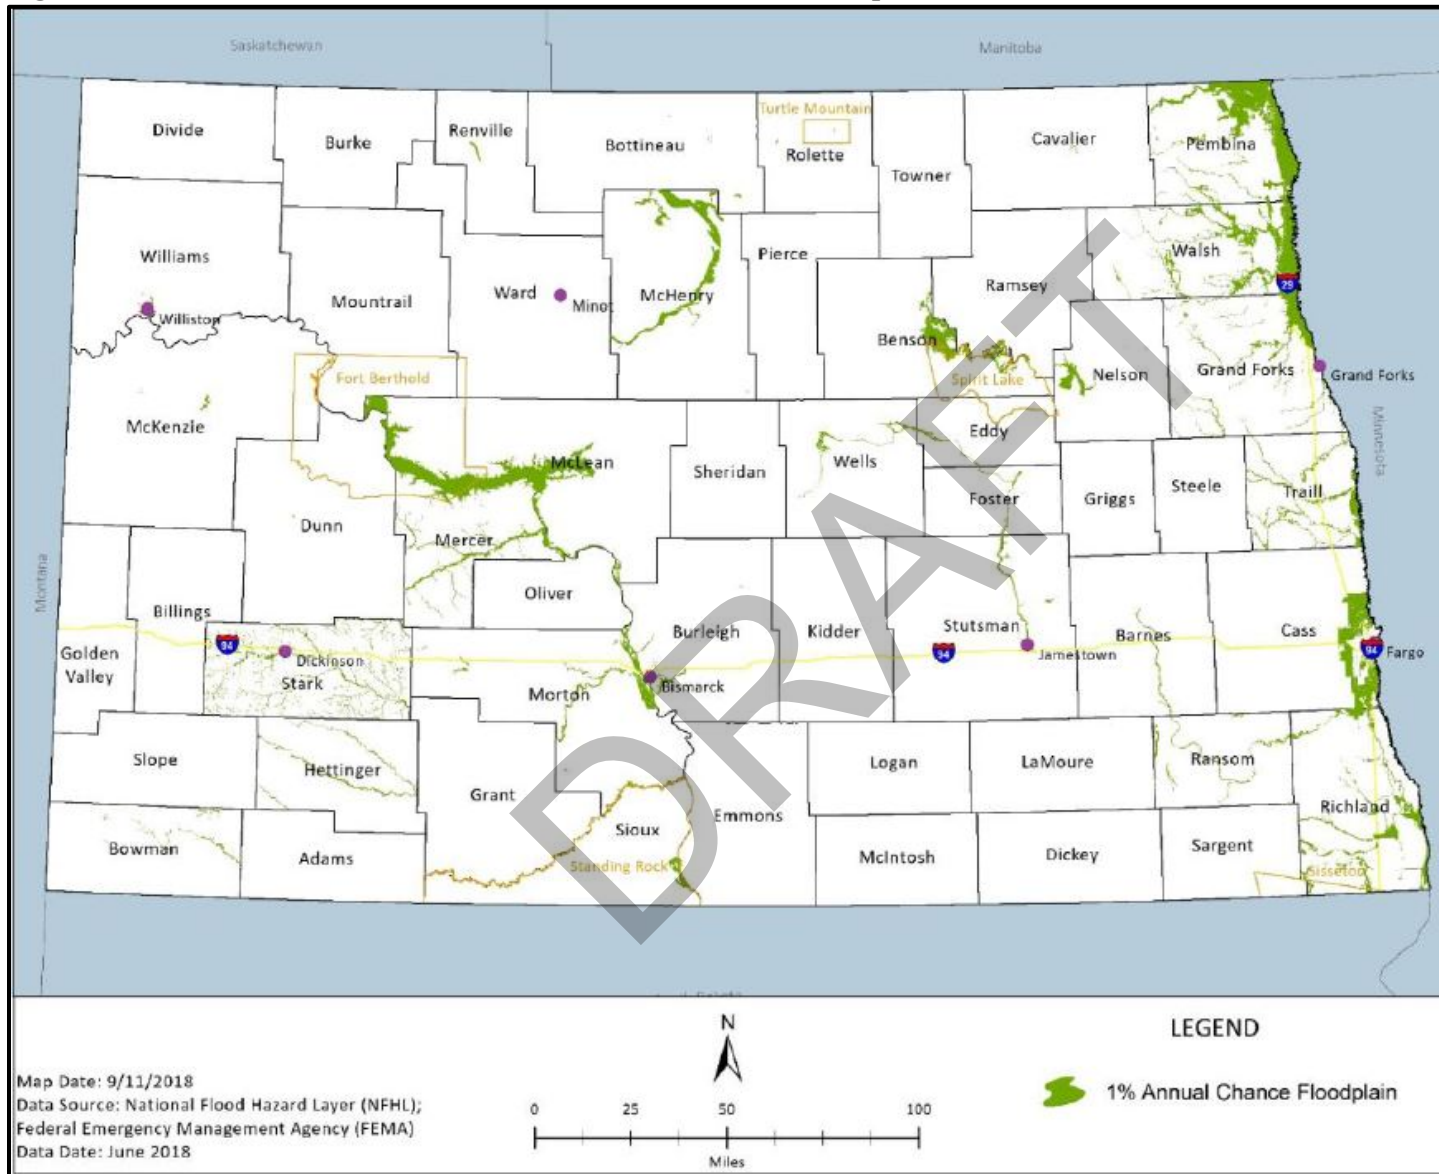 Saskatchewan
Manitoba
Divide
Burke
Renville
Bottineau
Turtle Mountain
Rolette
Towner
Cavalier
Pembina
Williams
Williston
Mountrail
Ward
Minot
McHenry
Pierce
Benson
Ramsey
Walsh
29
Fort Berthold
Spirit Lake
Nelson
Grand Forks
Grand Forks
Minnesota
McKenzie
McLean
Sheridan
Wells
Eddy
Foster
Griggs
Steele
Traill
Dunn
Mercer
Oliver
Montana
Billings
Golden
Valley
94
Dickinson
Stark
Morton
Burleigh
Bismarck
Kidder
Stutsman
94
Jamestown
Barnes
Cass
94
Fargo
Slope
Hettinger
Grant
Sioux
Standing Rock
Emmons
Logan
LaMoure
Ransom
Richland
Bowman
Adams
McIntosh
Dickey
Sargent
DRAFT
N
LEGEND
1% Annual Chance Floodplain
Map Date: 9/11/2018
Data Source: National Flood Hazard Layer (NFHL);
Federal Emergency Management Agency (FEMA)
Data Date: June 2018
0 25 50 100
Miles